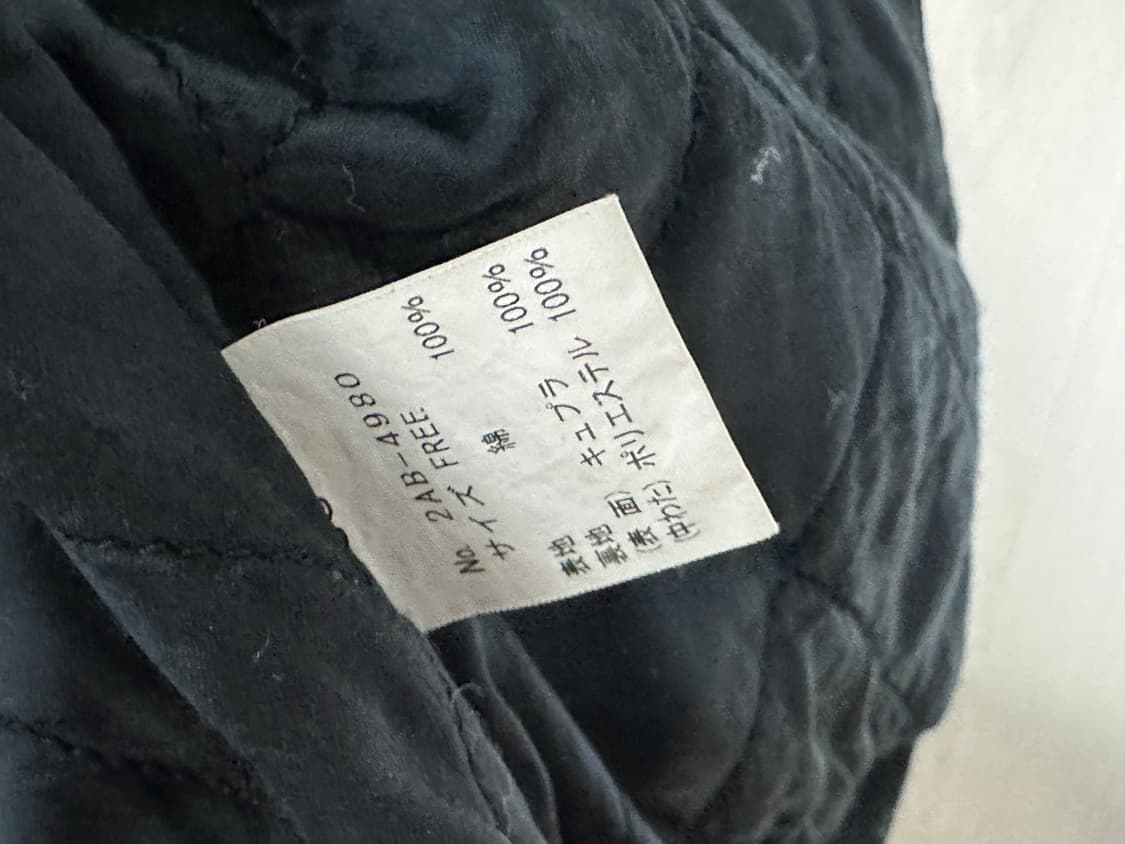 No. 2AB-4980
サイズ FREE
表地 綿 100%
裏地
(表面) キュプラ 100%
(中わた) ポリエステル 100%